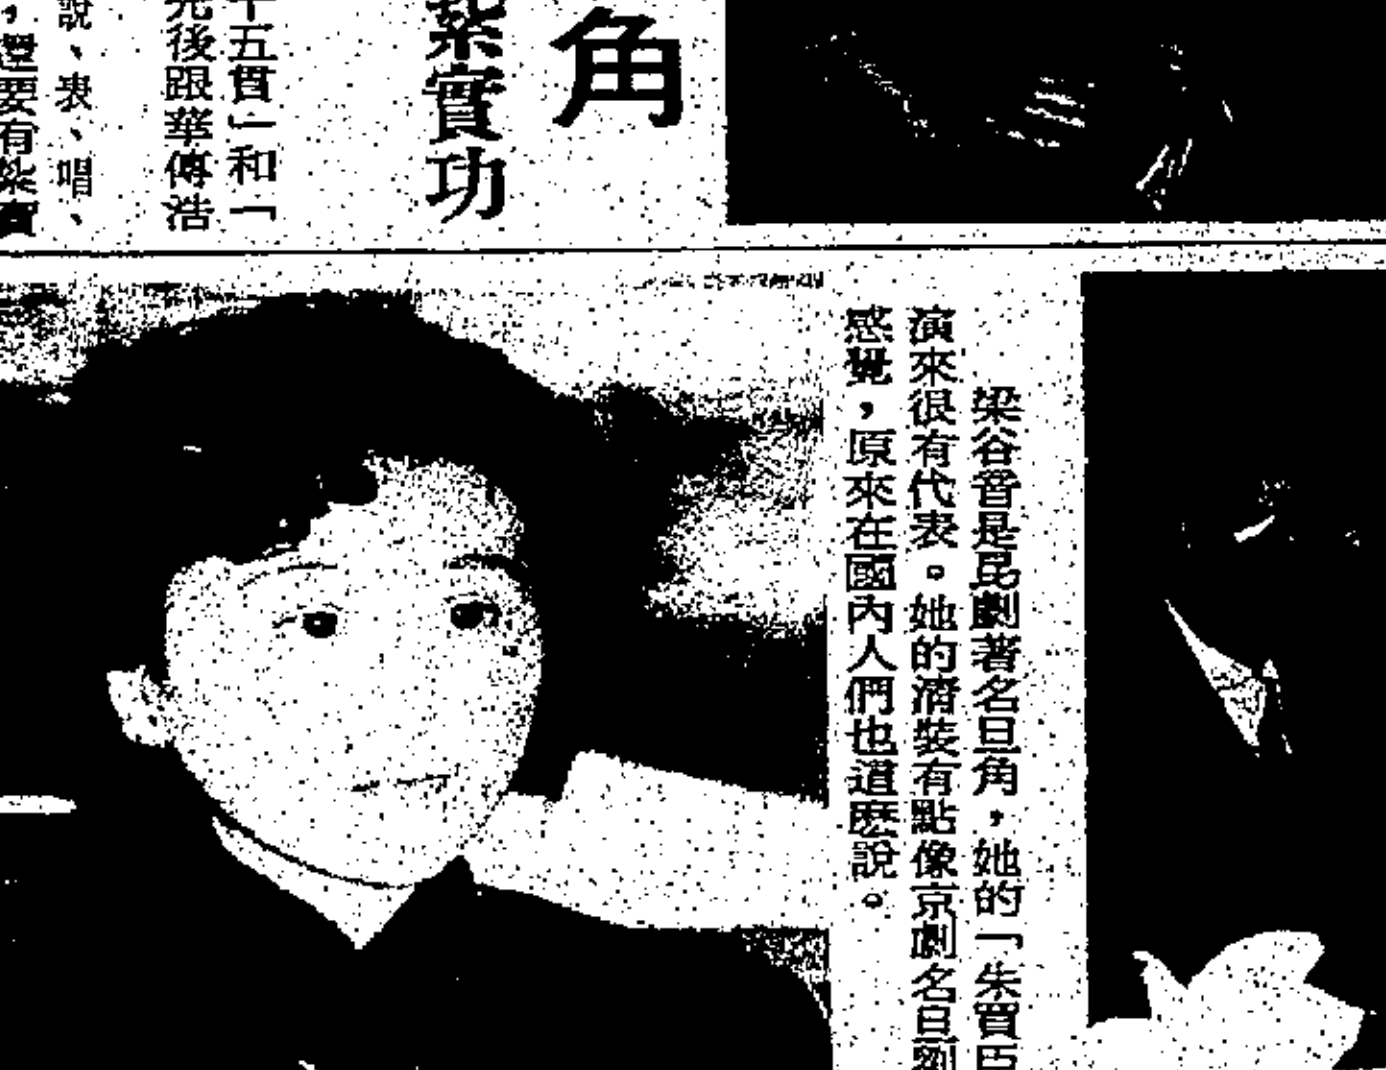 角
紮實功
十五貫」和「
先後跟華傳浩
說、表、唱、
，還要有紮實
梁谷音是昆劇著名旦角，她的「朱買臣
演來很有代表。她的清裝有點像京劇名旦劉
感覺，原來在國內人們也這麼說。